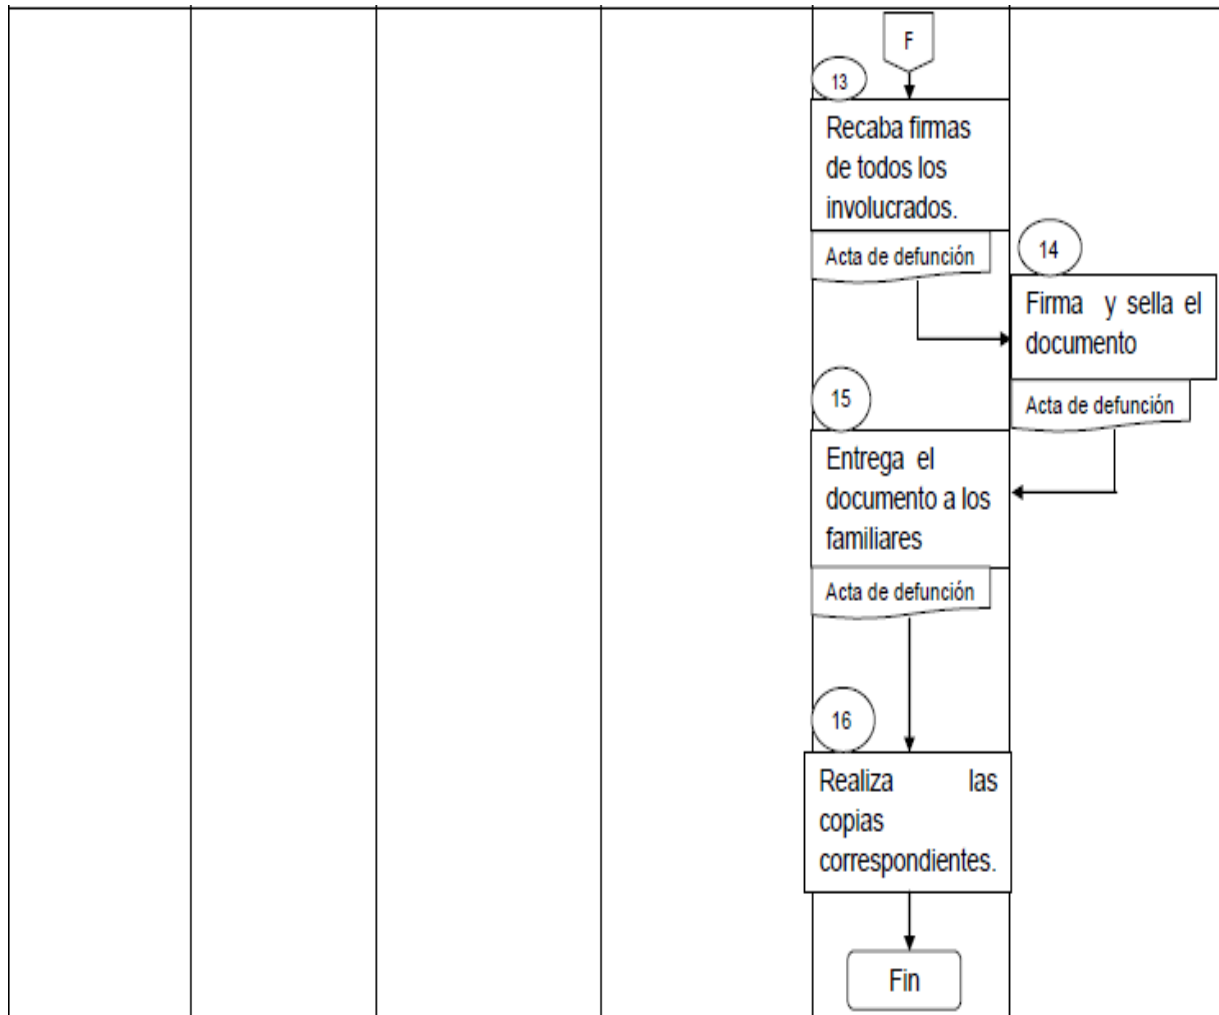 F
13
Recaba firmas
de todos los
involucrados.
Acta de defunción
14
Firma y sella el
documento
Acta de defunción
15
Entrega el
documento a los
familiares
Acta de defunción
16
Realiza las
copias
correspondientes.
Fin